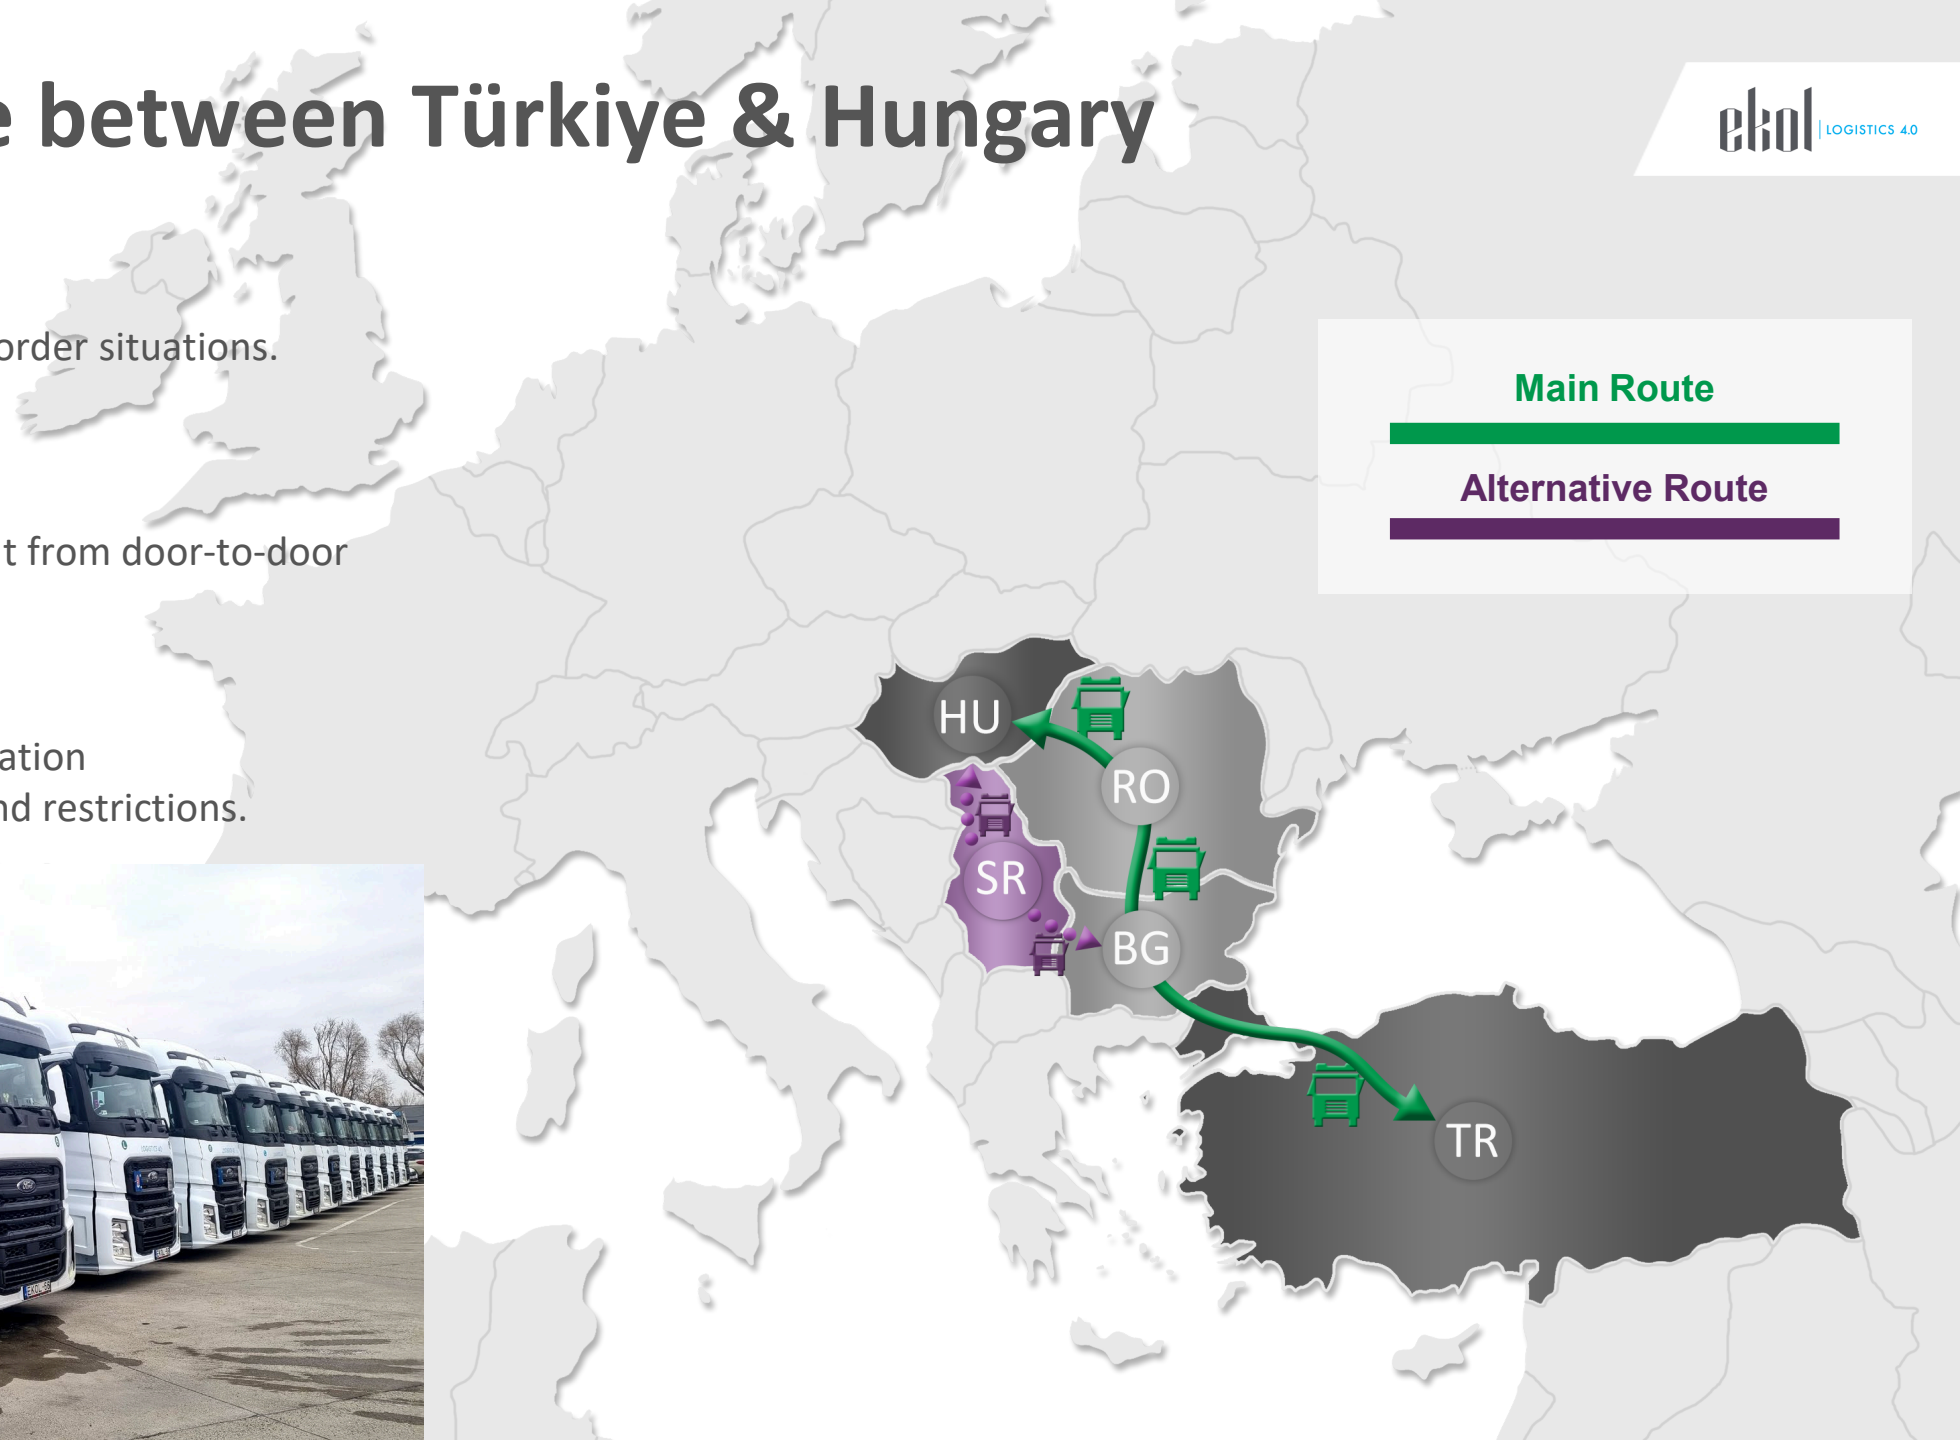 e between Türkiye & Hungary
ekol LOGISTICS 4.0
order situations.
Main Route
Alternative Route
t from door-to-door
ation
nd restrictions.
HU
RO
SR
BG
TR